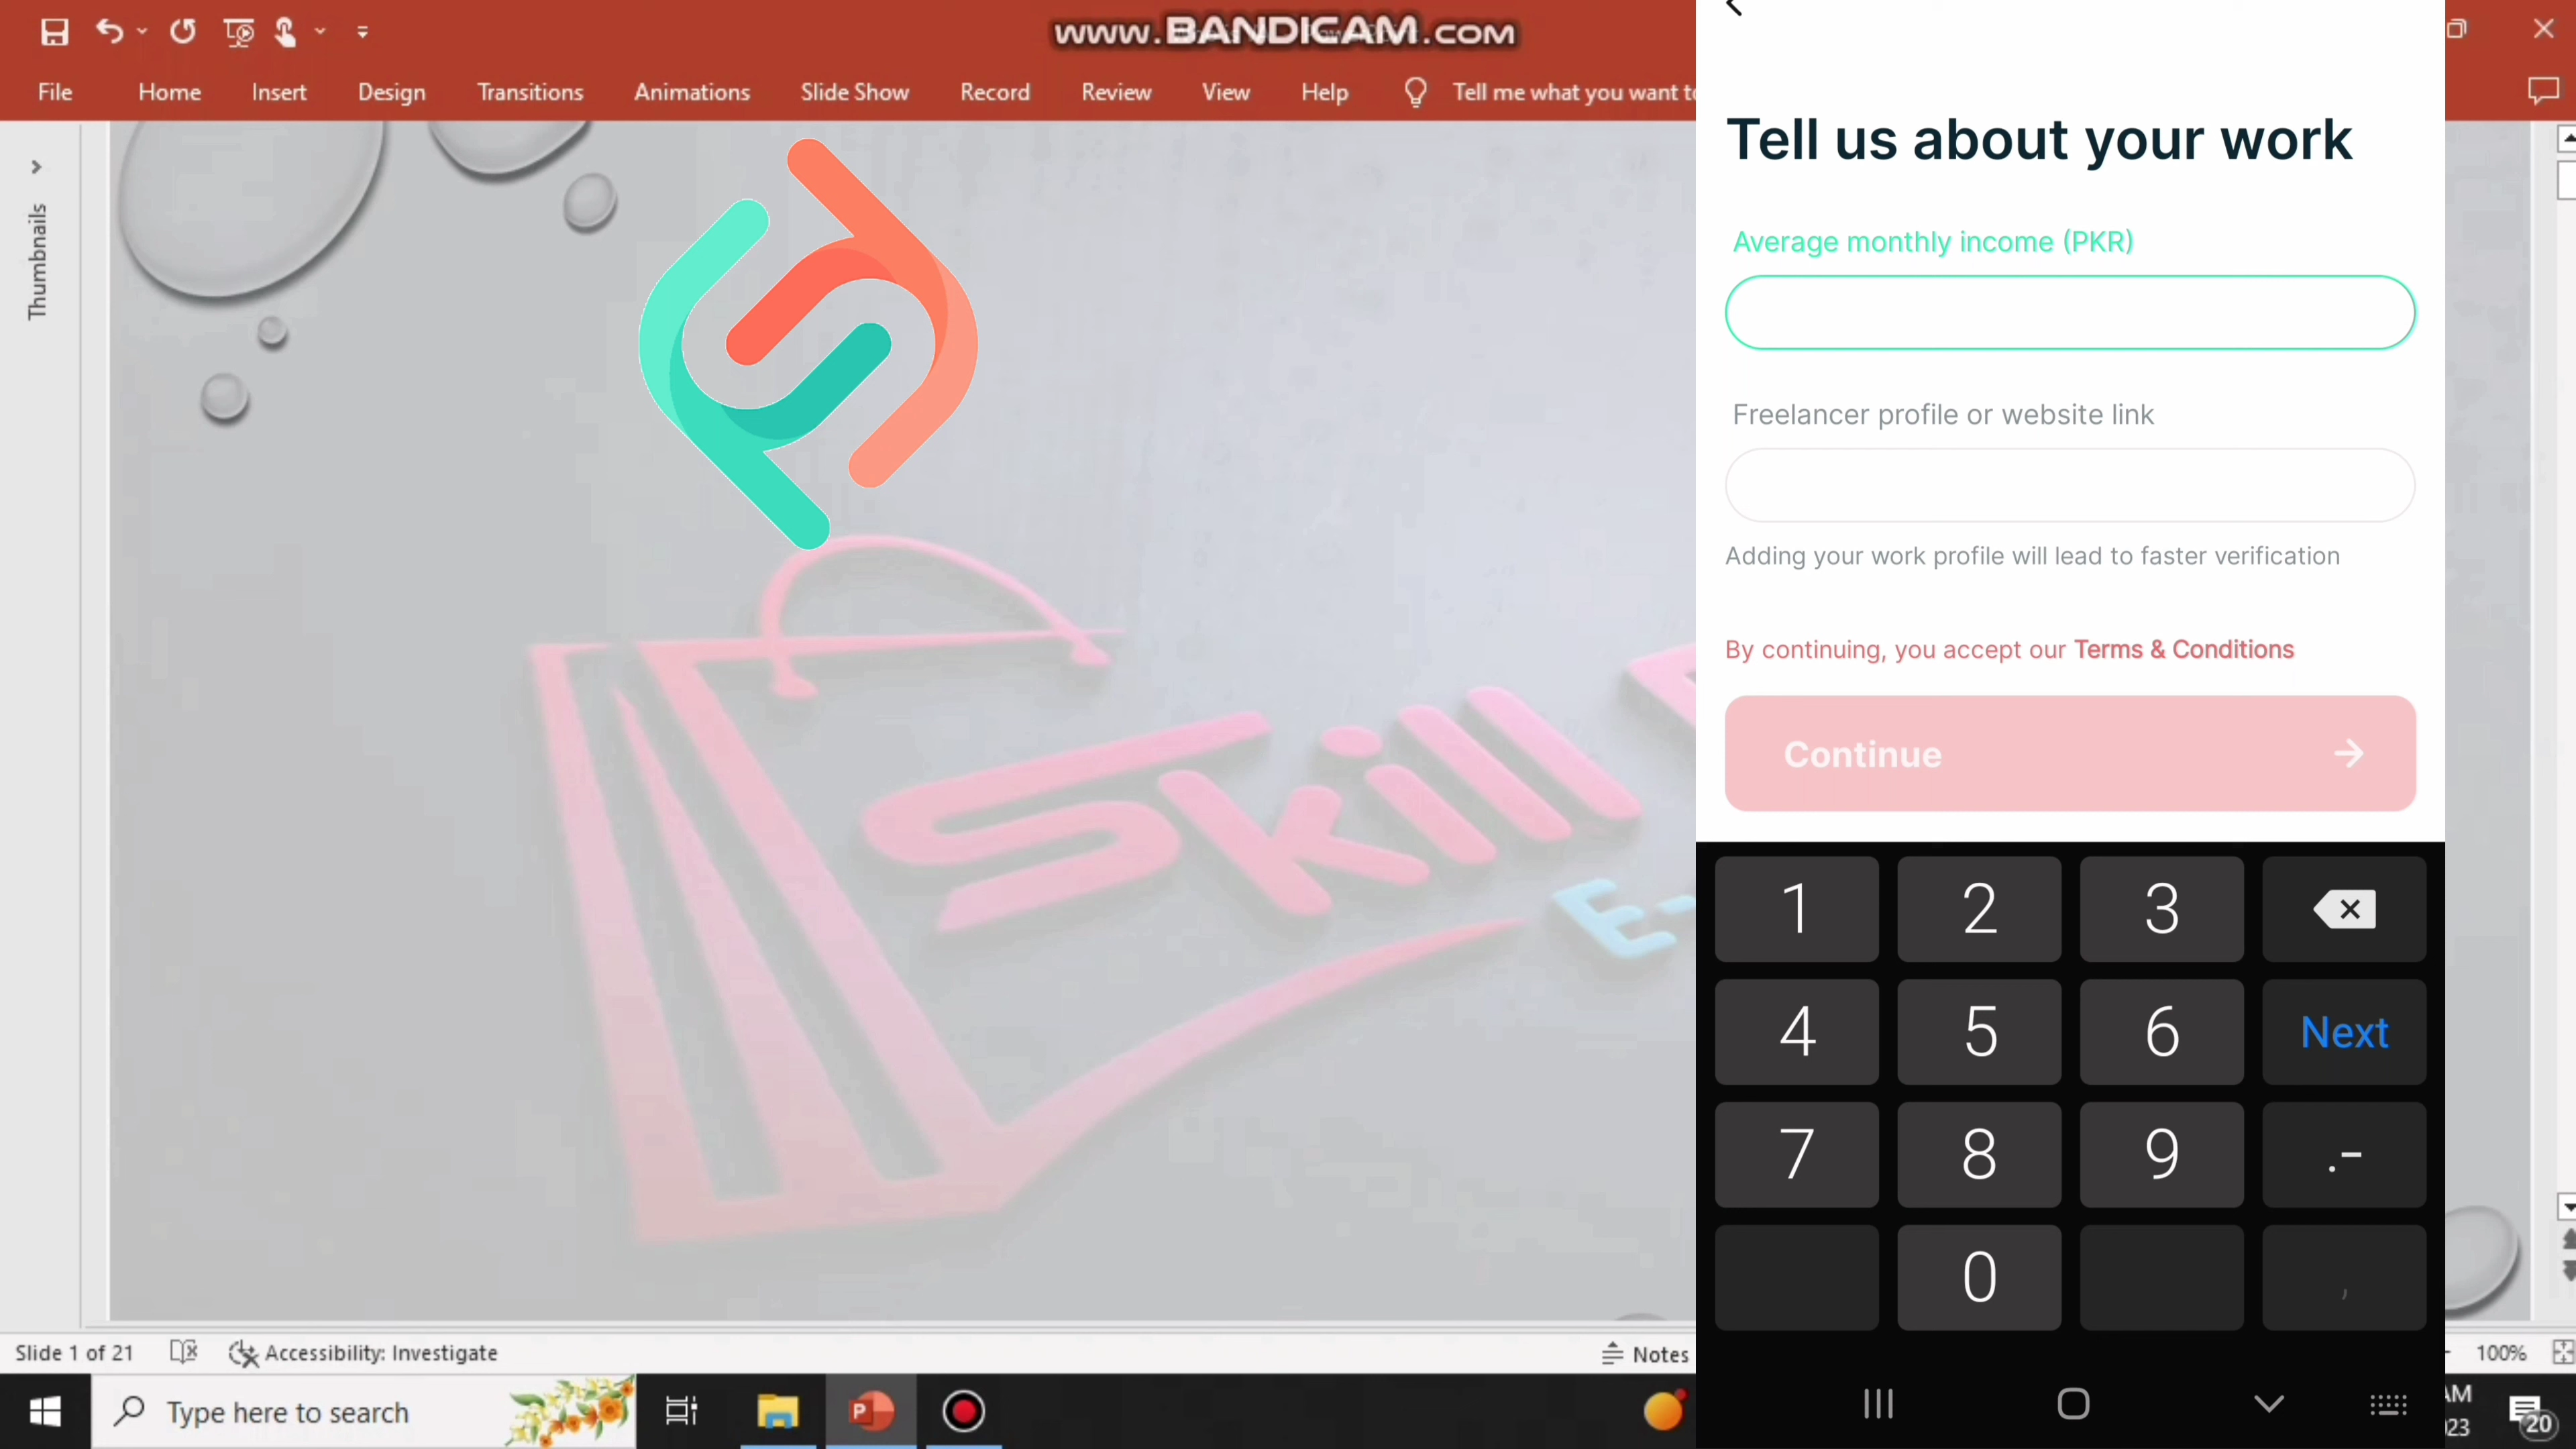 www.BANDICAM.COM
File Home Insert Design Transitions Animations Slide Show Record Review View Help Tell me what you want to
Thumbnails
Skill
E-
Tell us about your work
Average monthly income (PKR)
Freelancer profile or website link
Adding your work profile will lead to faster verification
By continuing, you accept our Terms & Conditions
Continue
1 2 3
4 5 6 Next
7 8 9 .-
0 ,
Slide 1 of 21 Accessibility: Investigate Notes 100%
Type here to search
AM
023
20